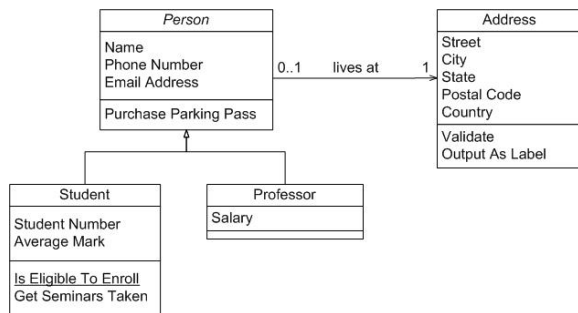 Person
Name
Phone Number
Email Address
Purchase Parking Pass
0..1 lives at 1
Address
Street
City
State
Postal Code
Country
Validate
Output As Label
Student
Student Number
Average Mark
Is Eligible To Enroll
Get Seminars Taken
Professor
Salary